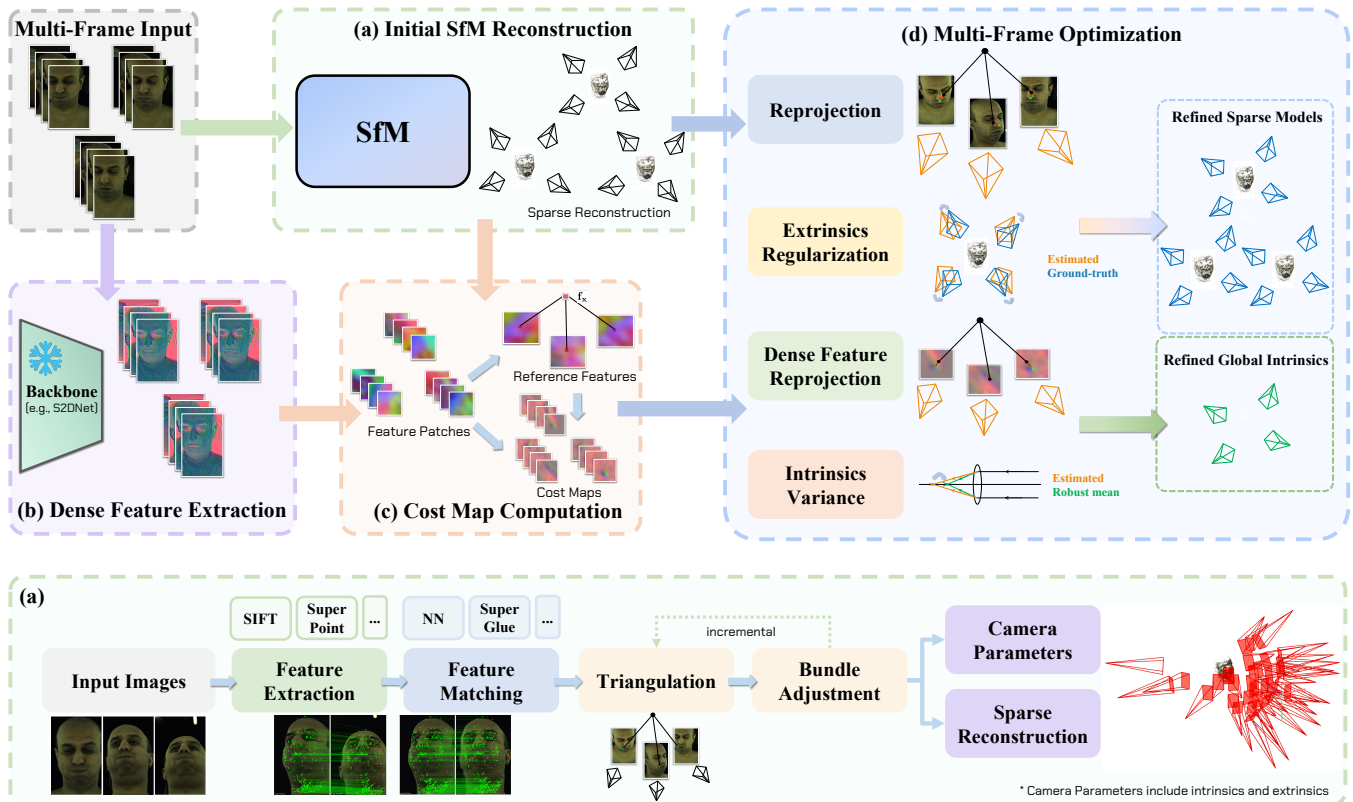 Multi-Frame Input
(a) Initial SfM Reconstruction
SfM
Sparse Reconstruction
Backbone
(e.g., S2DNet)
(b) Dense Feature Extraction
f_x
Reference Features
Feature Patches
Cost Maps
(c) Cost Map Computation
(d) Multi-Frame Optimization
Reprojection
Extrinsics
Regularization
Estimated
Ground-truth
Dense Feature
Reprojection
Intrinsics
Variance
Estimated
Robust mean
Refined Sparse Models
Refined Global Intrinsics
(a)
Input Images
SIFT
Super
Point
...
Feature
Extraction
NN
Super
Glue
...
Feature
Matching
incremental
Triangulation
Bundle
Adjustment
Camera
Parameters
Sparse
Reconstruction
* Camera Parameters include intrinsics and extrinsics